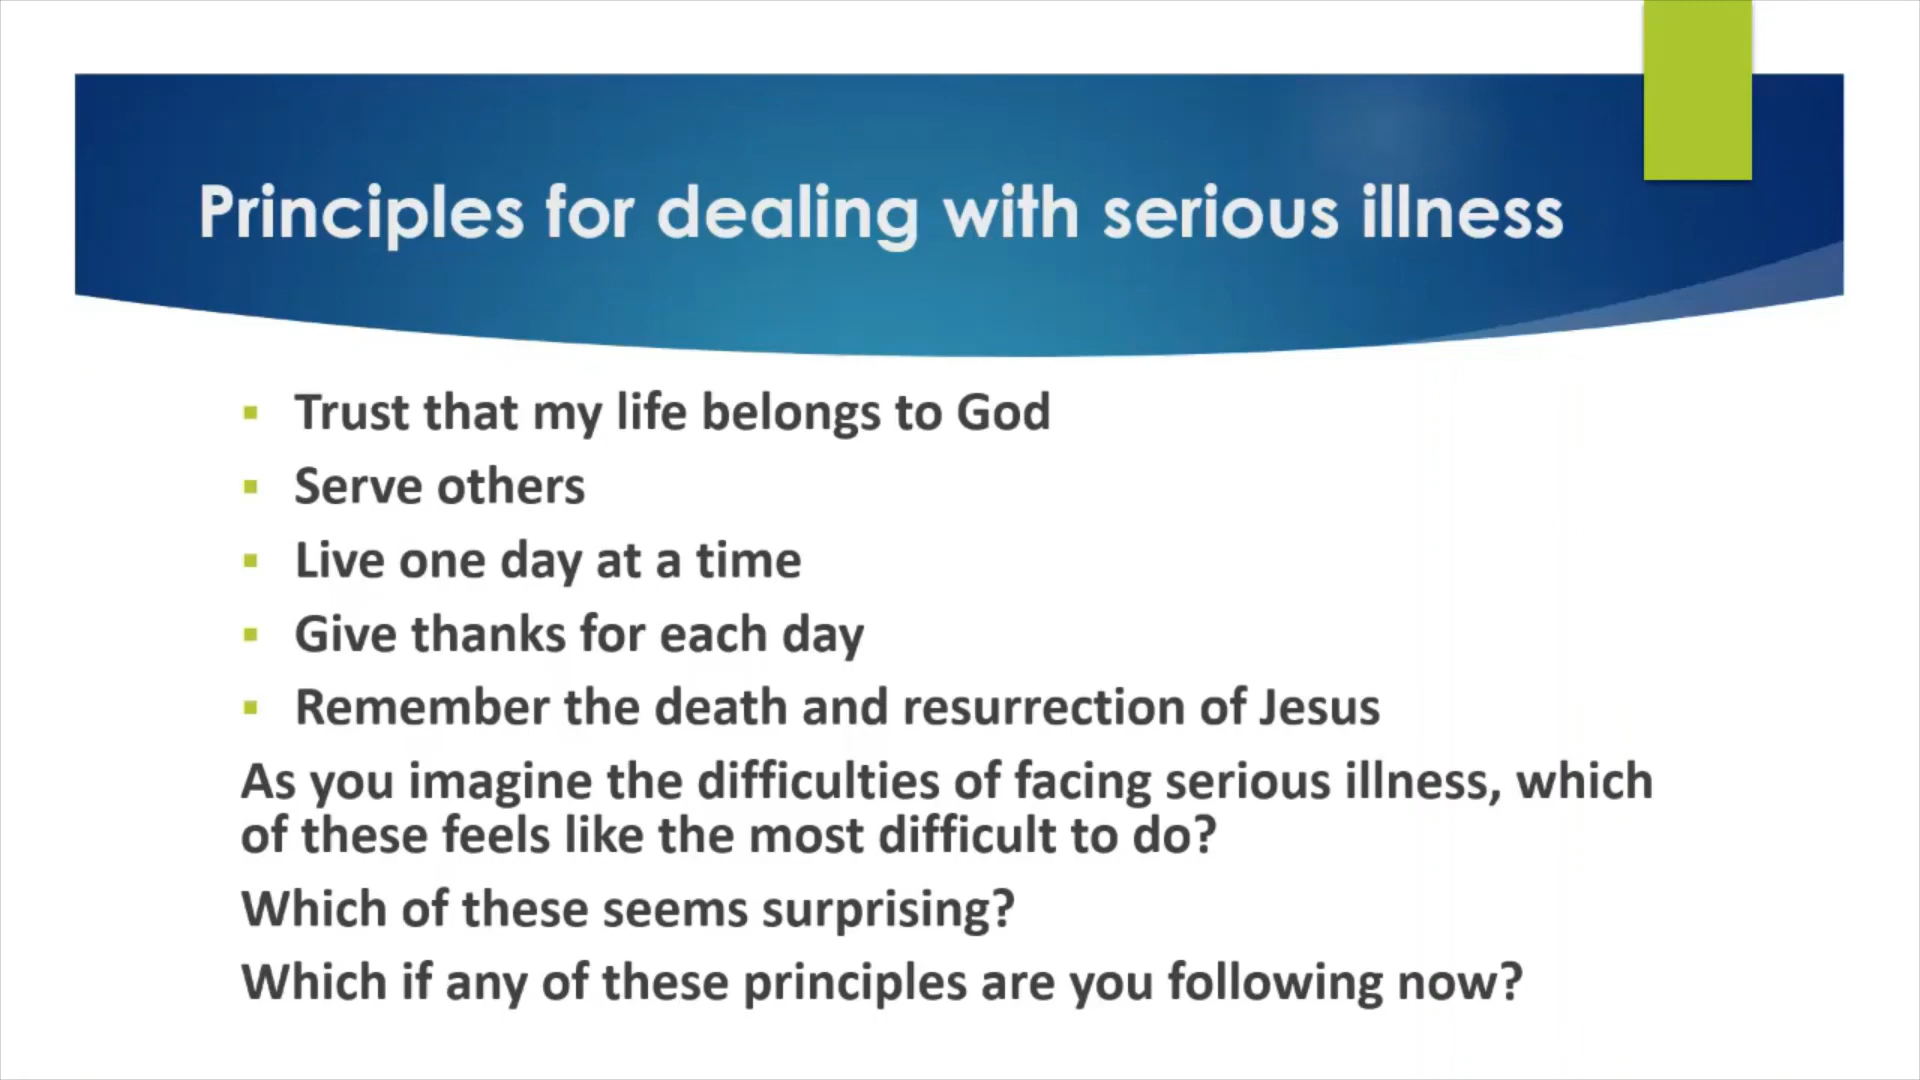 Principles for dealing with serious illness
▪ Trust that my life belongs to God
▪ Serve others
▪ Live one day at a time
▪ Give thanks for each day
▪ Remember the death and resurrection of Jesus
As you imagine the difficulties of facing serious illness, which
of these feels like the most difficult to do?
Which of these seems surprising?
Which if any of these principles are you following now?